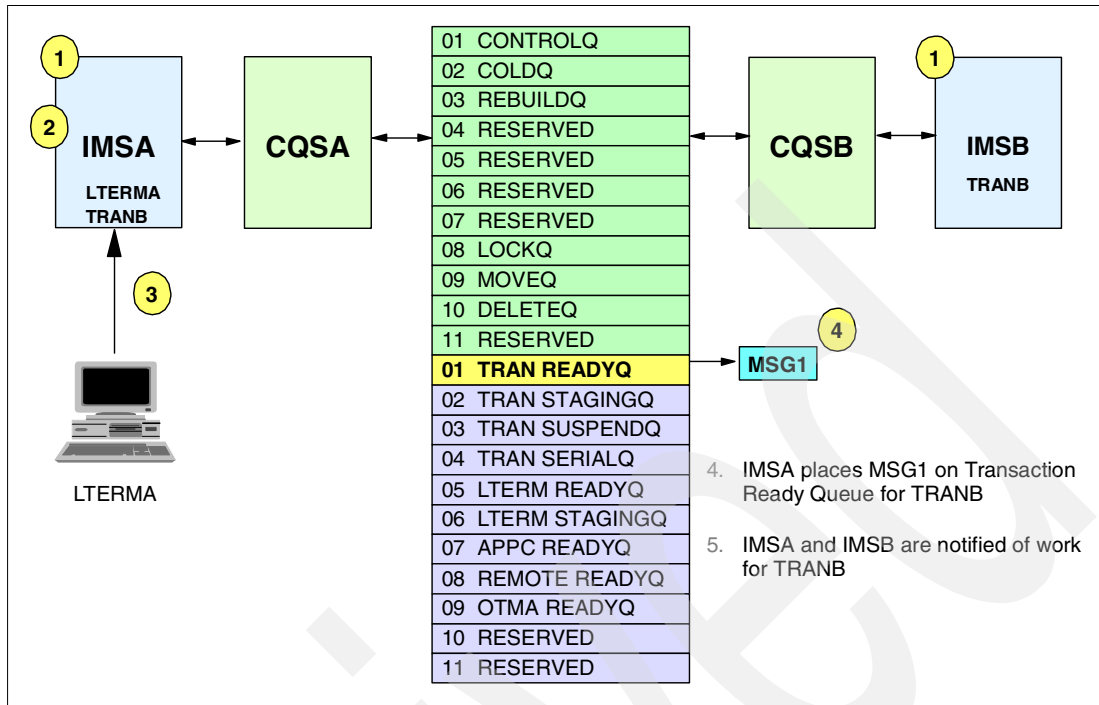 1
2
IMSA
LTERMA
TRANB
3
LTERMA
CQSA
01 CONTROLQ
02 COLDQ
03 REBUILDQ
04 RESERVED
05 RESERVED
06 RESERVED
07 RESERVED
08 LOCKQ
09 MOVEQ
10 DELETEQ
11 RESERVED
01 TRAN READYQ
02 TRAN STAGINGQ
03 TRAN SUSPENDQ
04 TRAN SERIALQ
05 LTERM READYQ
06 LTERM STAGINGQ
07 APPC READYQ
08 REMOTE READYQ
09 OTMA READYQ
10 RESERVED
11 RESERVED
CQSB
1
IMSB
TRANB
4
MSG1
4. IMSA places MSG1 on Transaction
Ready Queue for TRANB
5. IMSA and IMSB are notified of work
for TRANB